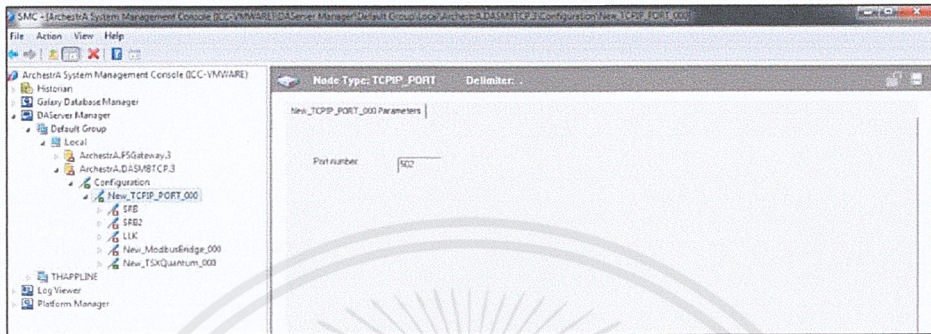 SMC - [ArchestrA System Management Console (ICC-VMWARE)\DAServer Manager\Default Group\Local\ArchestrA.DASMBTCP.3\Configuration\New_TCPIP_PORT_000]
File Action View Help
ArchestrA System Management Console (ICC-VMWARE)
Historian
Galaxy Database Manager
DAServer Manager
Default Group
Local
ArchestrA.FSGateway.3
ArchestrA.DASMBTCP.3
Configuration
New_TCPIP_PORT_000
SRB
SRB2
LLK
New_ModbusBridge_000
New_TSXQuantum_000
THAPPLINE
Log Viewer
Platform Manager
Node Type: TCPIP_PORT Delimiter: .
New_TCPIP_PORT_000 Parameters
Port number: 502